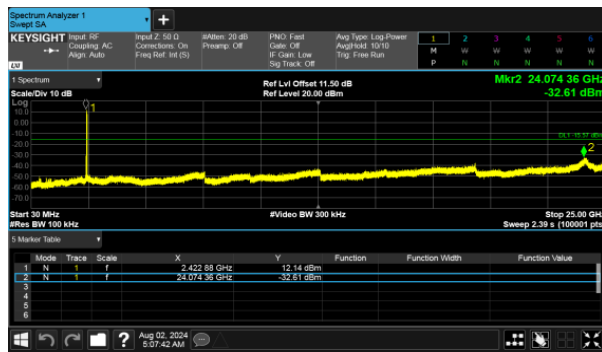 Spectrum Analyzer 1
Swept SA
KEYSIGHT Input: RF Input Z: 50 Ω #Atten: 20 dB PNO: Fast Avg Type: Log-Power 1 2 3 4 5 6
Coupling: AC Corrections: On Preamp: Off Gate: Off Avg|Hold: 10/10 M W W W W W
Align: Auto Freq Ref: Int (S) IF Gain: Low Trig: Free Run
Sig Track: Off P N N N N N
LXI
1 Spectrum Mkr2 24.074 36 GHz
Scale/Div 10 dB Ref Lvl Offset 11.50 dB -32.61 dBm
Log Ref Level 20.00 dBm
10.0 1
0.00
-10.0
DL1 -15.57 dBm
-20.0 2
-30.0
-40.0
-50.0
-60.0
-70.0
Start 30 MHz #Video BW 300 kHz Stop 25.00 GHz
#Res BW 100 kHz Sweep 2.39 s (100001 pts
5 Marker Table
Mode Trace Scale X Y Function Function Width Function Value
1 N 1 f 2.422 88 GHz 12.14 dBm
2 N 1 f 24.074 36 GHz -32.61 dBm
3
4
5
6
? Aug 02, 2024
5:07:42 AM